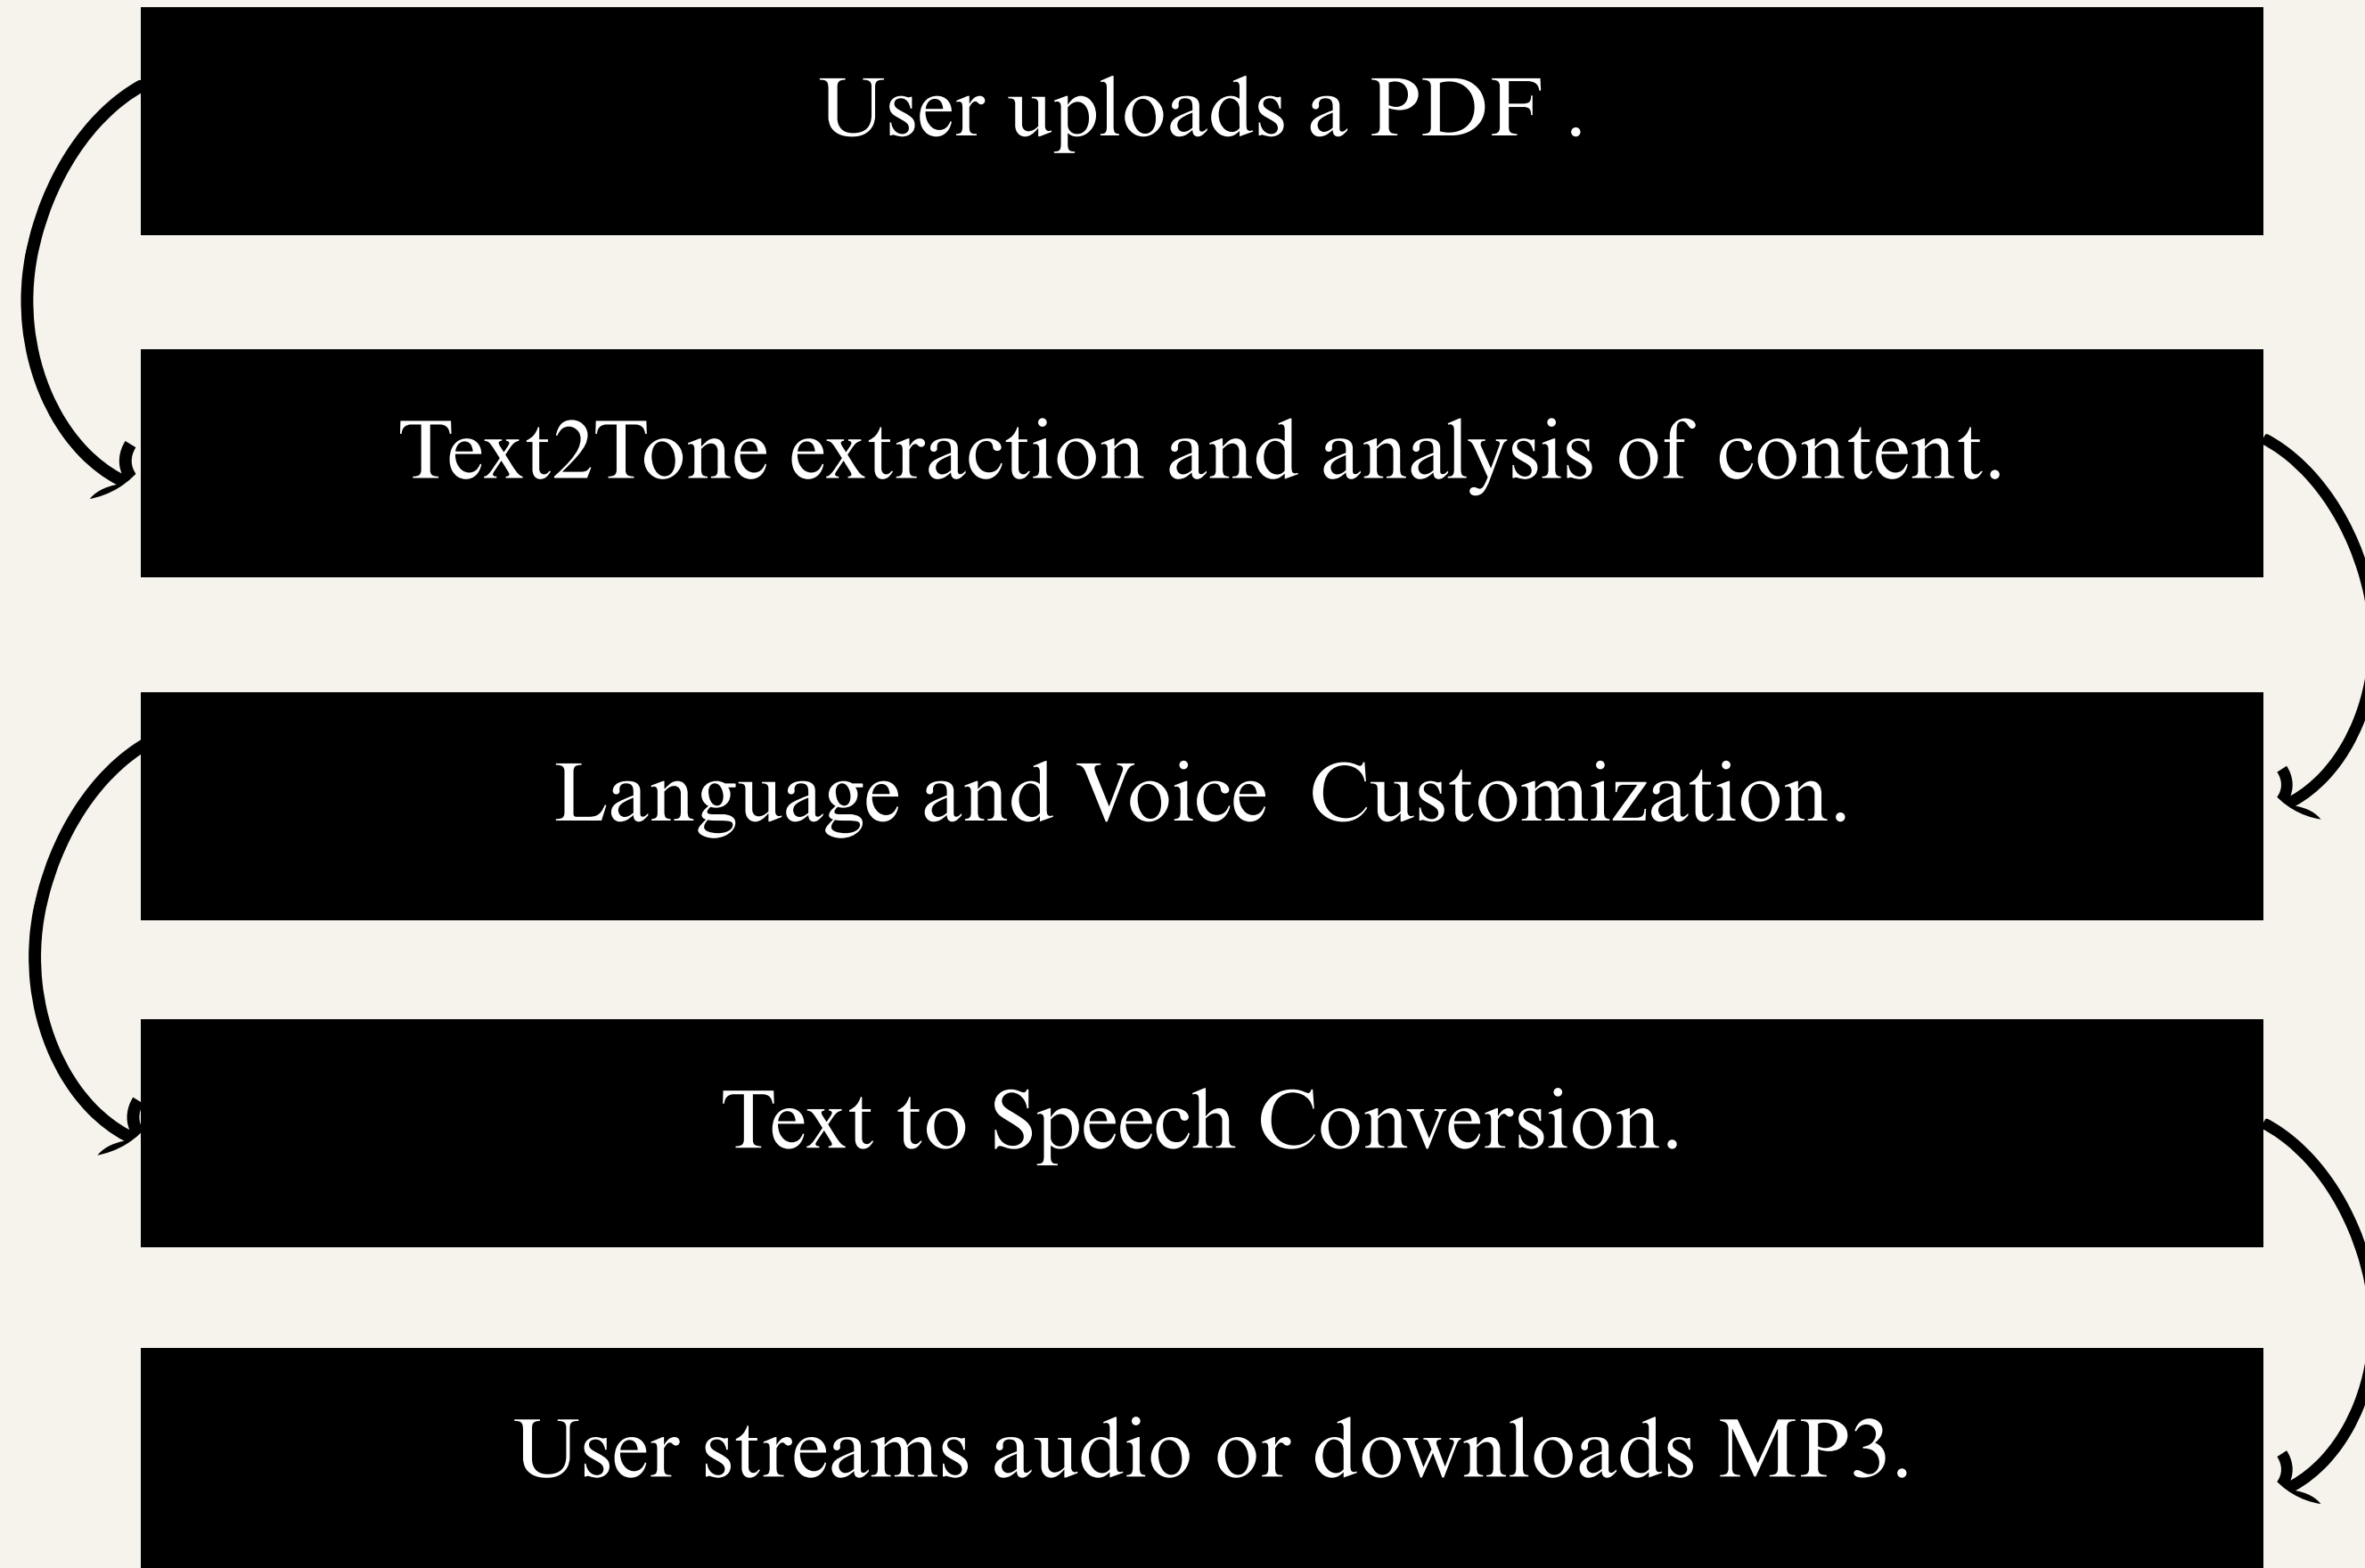 User uploads a PDF .
Text2Tone extraction and analysis of content.
Language and Voice  Customization.
Text to Speech Conversion.
User streams audio or downloads MP3.